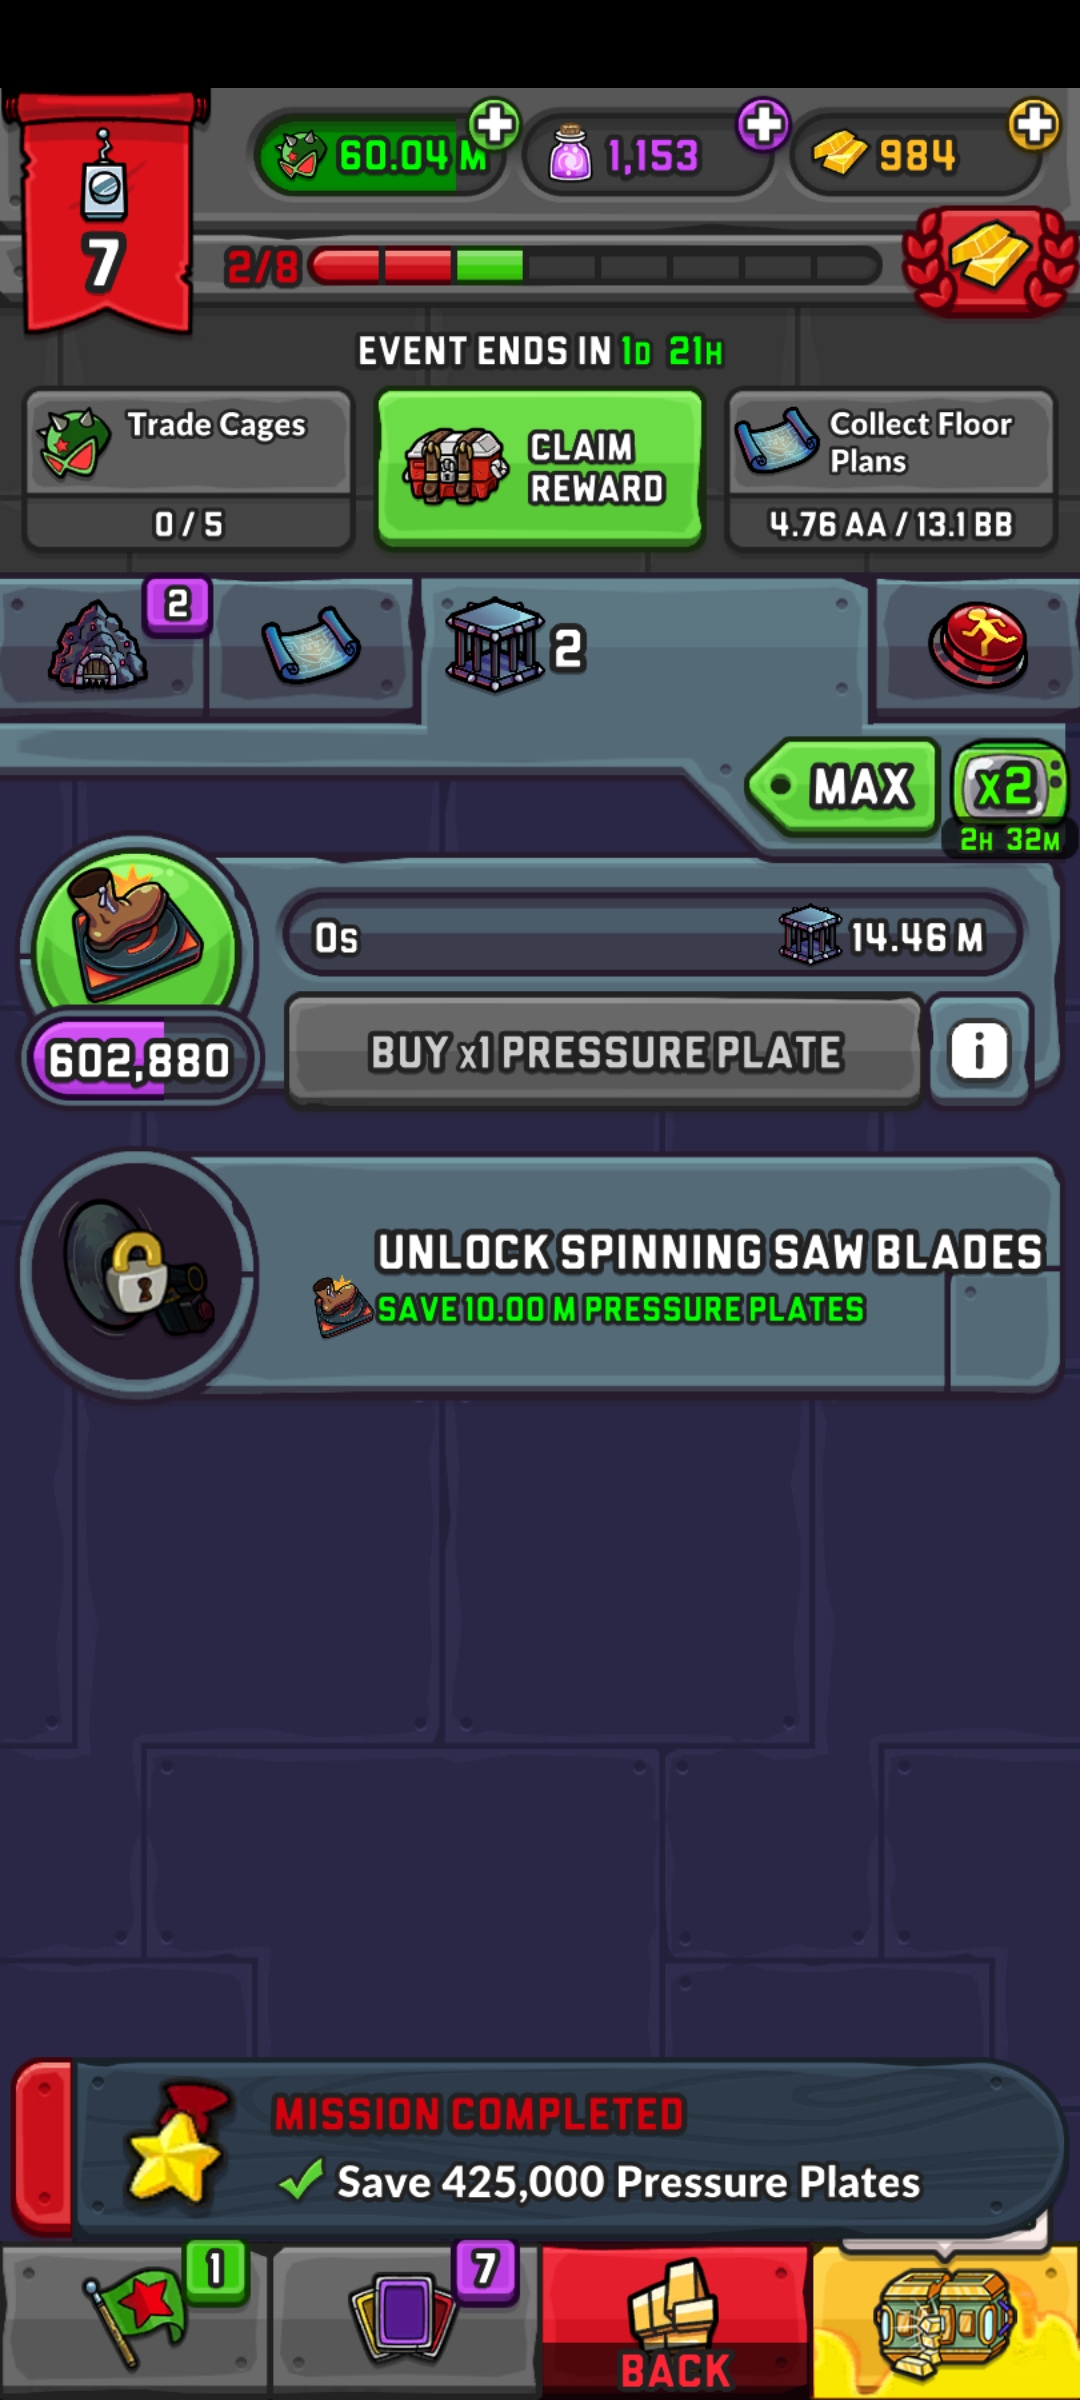 60.04 M
1,153
984
7
2/8
EVENT ENDS IN 1D 21H
Trade Cages
0 / 5
CLAIM
REWARD
Collect Floor
Plans
4.76 AA / 13.1 BB
2
2
MAX
x2
2H 32M
0s
14.46 M
602,880
BUY x1 PRESSURE PLATE
i
UNLOCK SPINNING SAW BLADES
SAVE 10.00 M PRESSURE PLATES
MISSION COMPLETED
Save 425,000 Pressure Plates
1
7
BACK